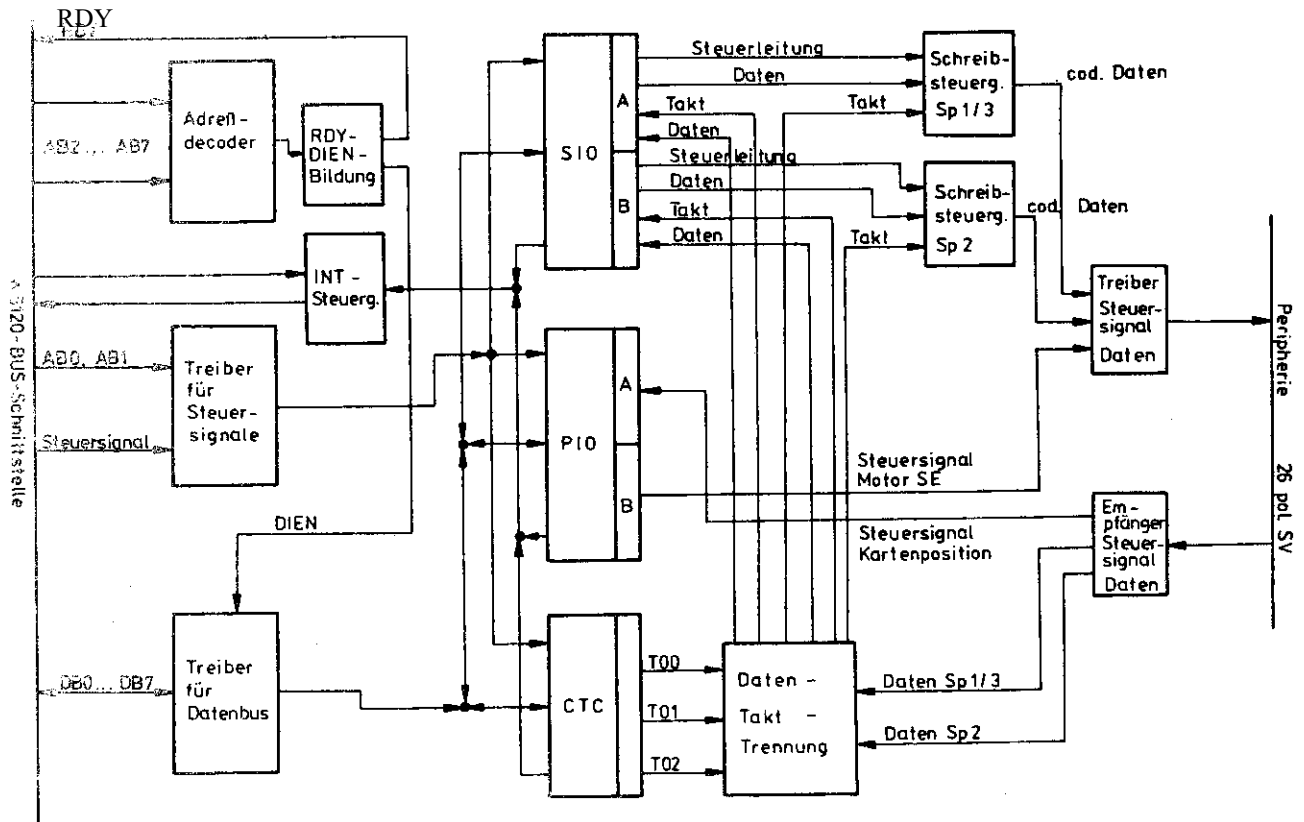 RDY
AB2... AB7
Adreß-
decoder
RDY-
DIEN-
Bildung
INT -
Steuerg.
AB0, AB1
Steuersignal
Treiber
für
Steuer-
signale
DIEN
DB0... DB7
Treiber
für
Datenbus
BUS-Schnittstelle
SIO
A
B
PIO
A
B
CTC
T00
T01
T02
Steuerleitung
Daten
Takt
Daten
Steuerleitung
Daten
Takt
Daten
Takt
Takt
Schreib-
steuerg.
Sp 1/3
cod. Daten
Schreib-
steuerg.
Sp 2
cod. Daten
Treiber
Steuer-
signal
Daten
Steuersignal
Motor SE
Steuersignal
Kartenposition
Em-
pfänger
Steuer-
signal
Daten
Daten -
Takt -
Trennung
Daten Sp1/3
Daten Sp2
Peripherie 26 pol. SV